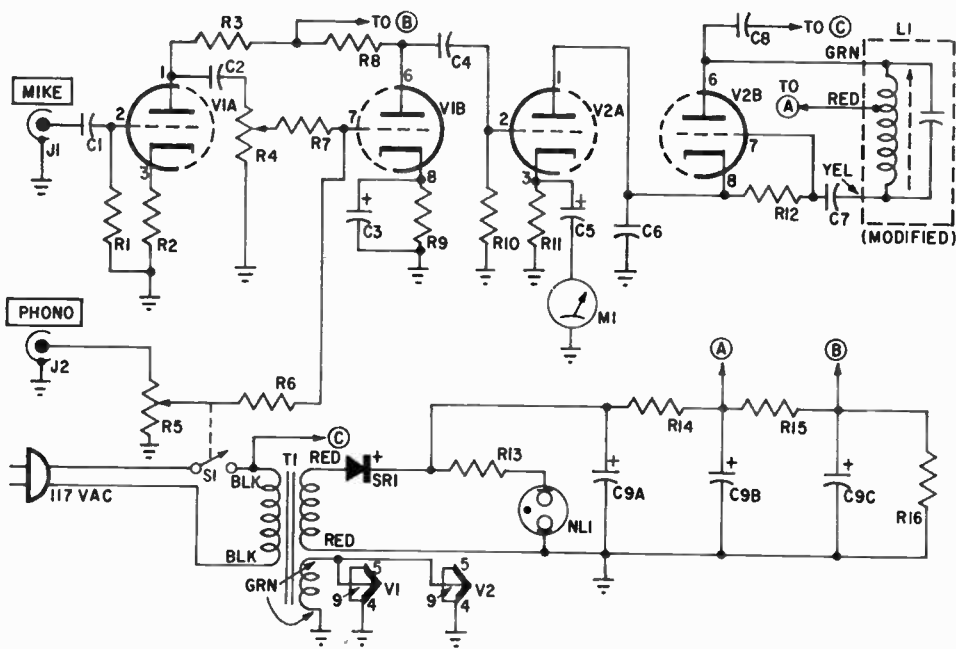 TO B
R3
R8
C4
C8
TO C
L1
GRN
C2
1
6
1
6
MIKE
V1A
V1B
V2A
V2B
TO A
RED
2
7
2
7
J1
C1
R4
R7
3
8
3
8
YEL
+
+
R12
C7
R1
R2
C3
R9
R10
R11
C5
C6
(MODIFIED)
PHONO
M1
J2
R6
A
B
R5
R14
R15
C
T1
RED
+
R13
S1
BLK
SR1
+
+
+
117 VAC
C9A
C9B
C9C
R16
NL1
BLK
RED
GRN
5
5
9
V1
9
V2
4
4